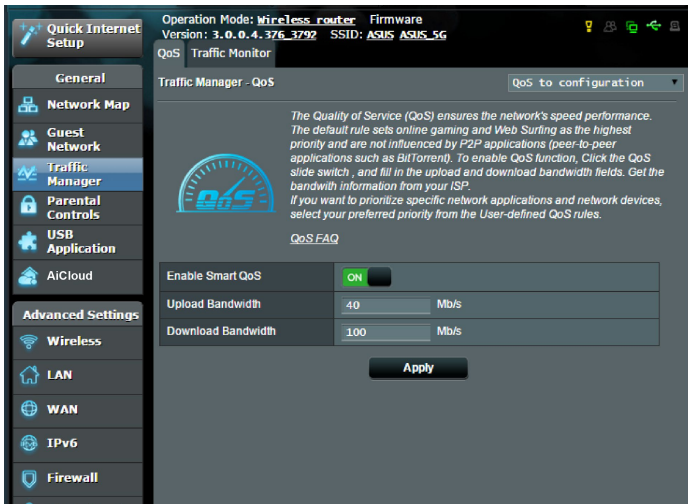 Quick Internet
Setup
Operation Mode: Wireless router Firmware
Version: 3.0.0.4.376_3792 SSID: ASUS ASUS_5G
QoS Traffic Monitor
General
Network Map
Guest
Network
Traffic
Manager
Parental
Controls
USB
Application
AiCloud
Advanced Settings
Wireless
LAN
WAN
IPv6
Firewall
Traffic Manager - QoS
QoS to configuration
QoS
The Quality of Service (QoS) ensures the network's speed performance.
The default rule sets online gaming and Web Surfing as the highest
priority and are not influenced by P2P applications (peer-to-peer
applications such as BitTorrent). To enable QoS function, Click the QoS
slide switch , and fill in the upload and download bandwidth fields. Get the
bandwith information from your ISP.
If you want to prioritize specific network applications and network devices,
select your preferred priority from the User-defined QoS rules.
QoS FAQ
Enable Smart QoS ON
Upload Bandwidth 40 Mb/s
Download Bandwidth 100 Mb/s
Apply